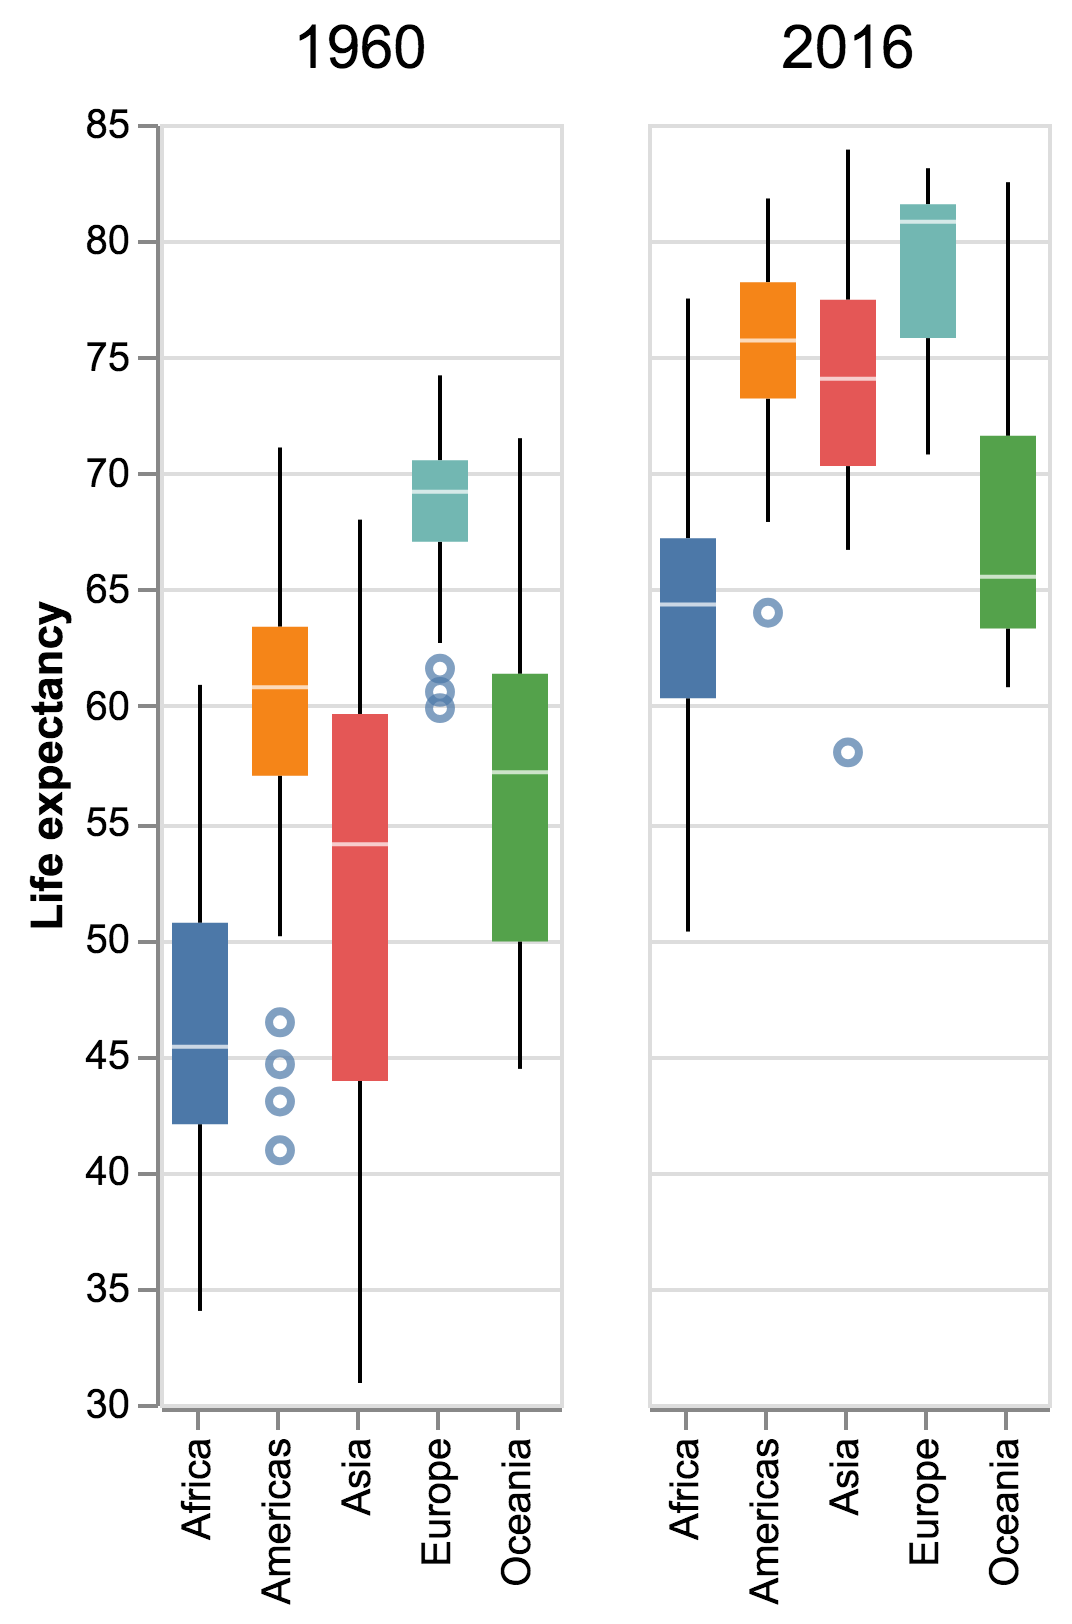 1960
2016
Life expectancy
85
80
75
70
65
60
55
50
45
40
35
30
Africa
Americas
Asia
Europe
Oceania
Africa
Americas
Asia
Europe
Oceania